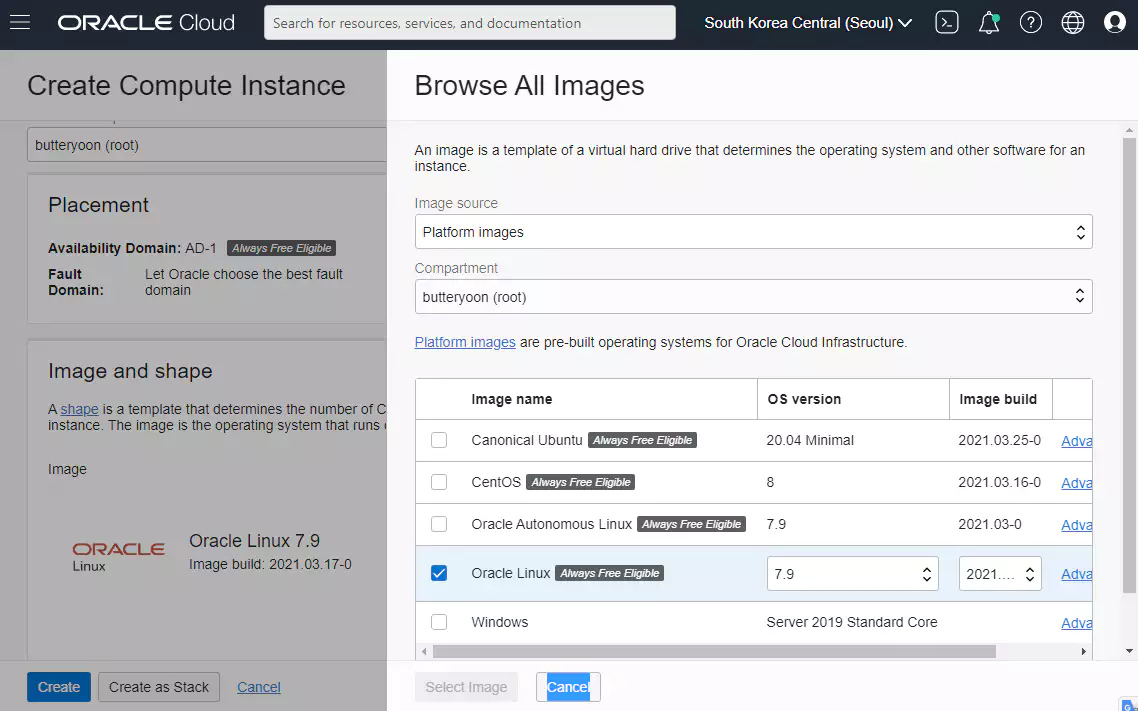 ORACLE Cloud
Search for resources, services, and documentation
South Korea Central (Seoul)
Create Compute Instance
butteryoon (root)
Placement
Availability Domain: AD-1 Always Free Eligible
Fault Domain:
Let Oracle choose the best fault domain
Image and shape
A shape is a template that determines the number of C
instance. The image is the operating system that runs
Image
ORACLE
Linux
Oracle Linux 7.9
Image build: 2021.03.17-0
Create
Create as Stack
Cancel
Browse All Images
An image is a template of a virtual hard drive that determines the operating system and other software for an
instance.
Image source
Platform images
Compartment
butteryoon (root)
Platform images are pre-built operating systems for Oracle Cloud Infrastructure.
Image name OS version Image build
Canonical Ubuntu Always Free Eligible 20.04 Minimal 2021.03.25-0 Adva
CentOS Always Free Eligible 8 2021.03.16-0 Adva
Oracle Autonomous Linux Always Free Eligible 7.9 2021.03-0 Adva
Oracle Linux Always Free Eligible 7.9 2021.... Adva
Windows Server 2019 Standard Core Adva
Select Image
Cancel